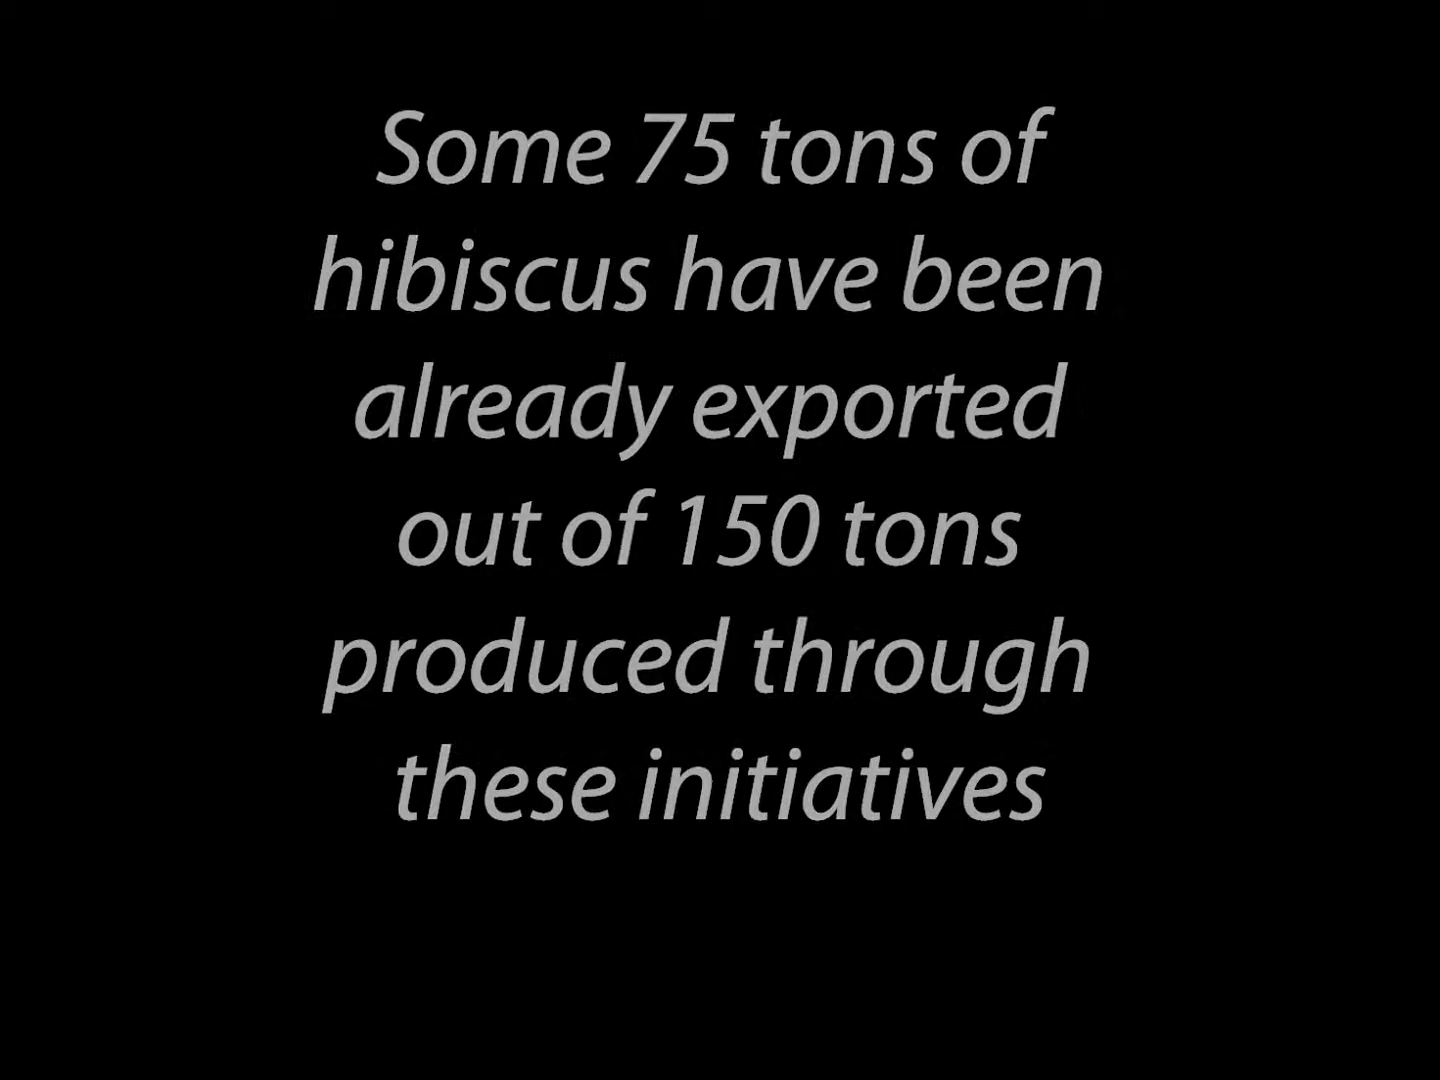 Some 75 tons of
hibiscus have been
already exported
out of 150 tons
produced through
these initiatives